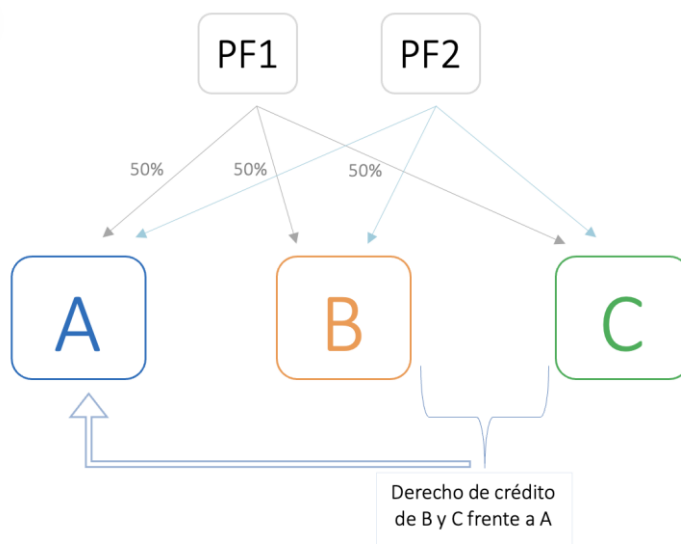 PF1
PF2
50%
50%
50%
A
B
C
Derecho de crédito
de B y C frente a A